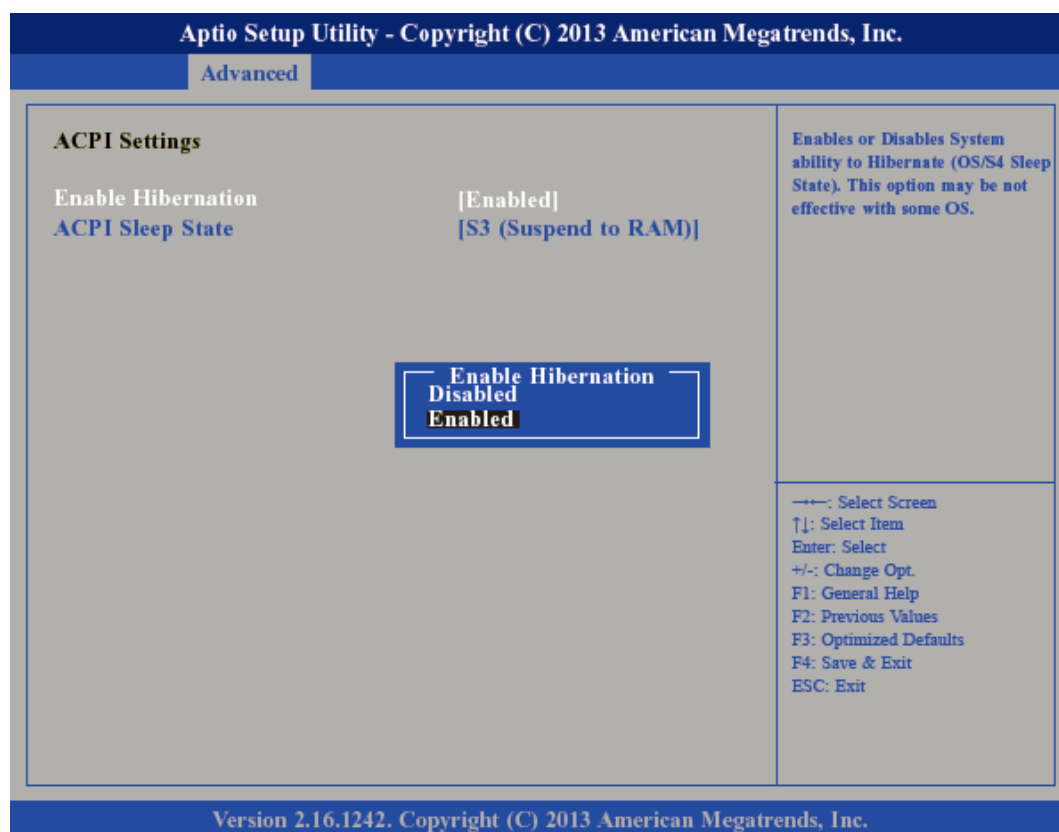 Aptio Setup Utility - Copyright (C) 2013 American Megatrends, Inc.
Advanced
ACPI Settings
Enable Hibernation [Enabled]
ACPI Sleep State [S3 (Suspend to RAM)]
Enable Hibernation
Disabled
Enabled
Enables or Disables System
ability to Hibernate (OS/S4 Sleep
State). This option may be not
effective with some OS.
→←: Select Screen
↑↓: Select Item
Enter: Select
+/-: Change Opt.
F1: General Help
F2: Previous Values
F3: Optimized Defaults
F4: Save & Exit
ESC: Exit
Version 2.16.1242. Copyright (C) 2013 American Megatrends, Inc.